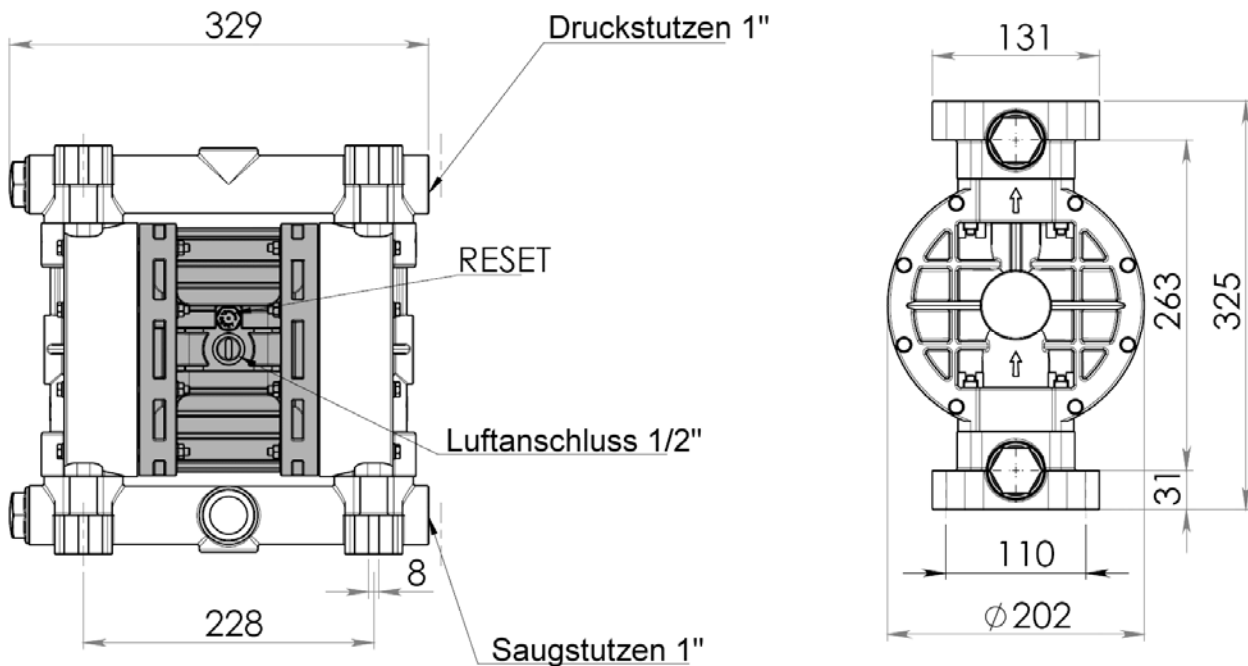 329
Druckstutzen 1"
131
RESET
263
325
Luftanschluss 1/2"
31
8
110
228
⌀202
Saugstutzen 1"